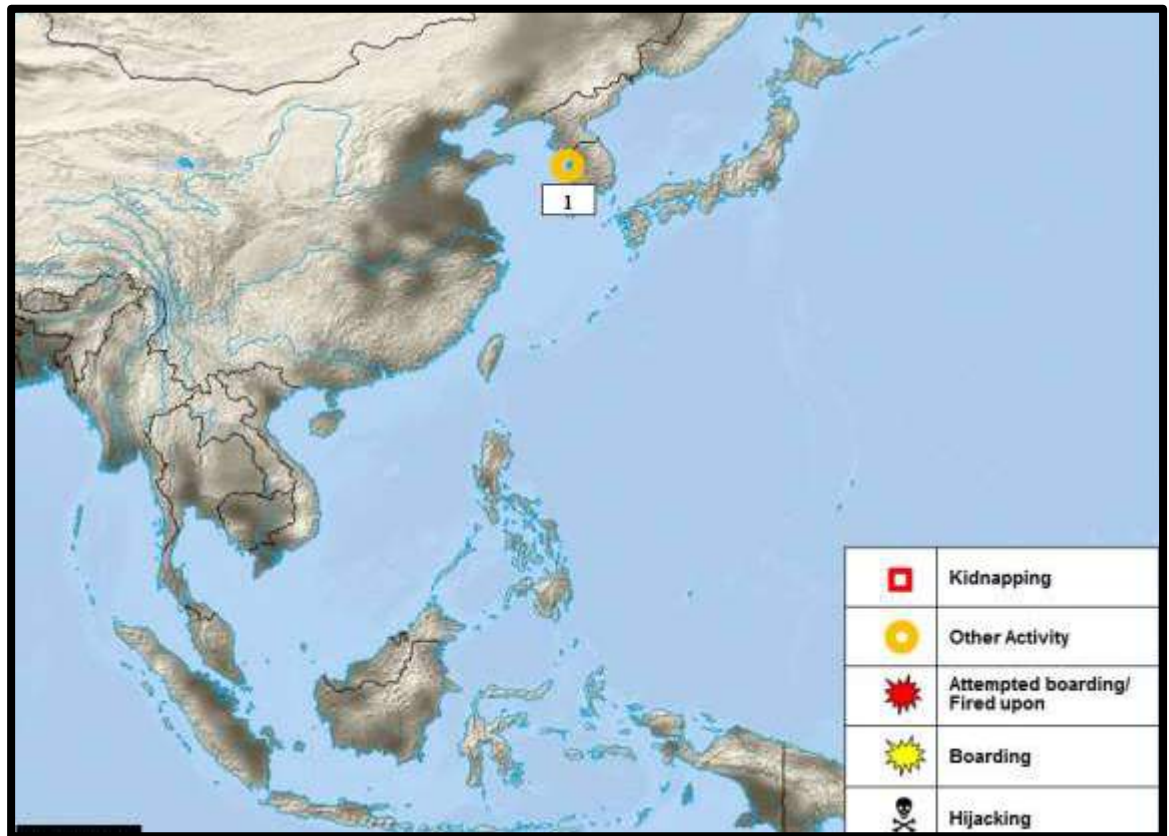 1
Kidnapping
Other Activity
Attempted boarding/
Fired upon
Boarding
Hijacking